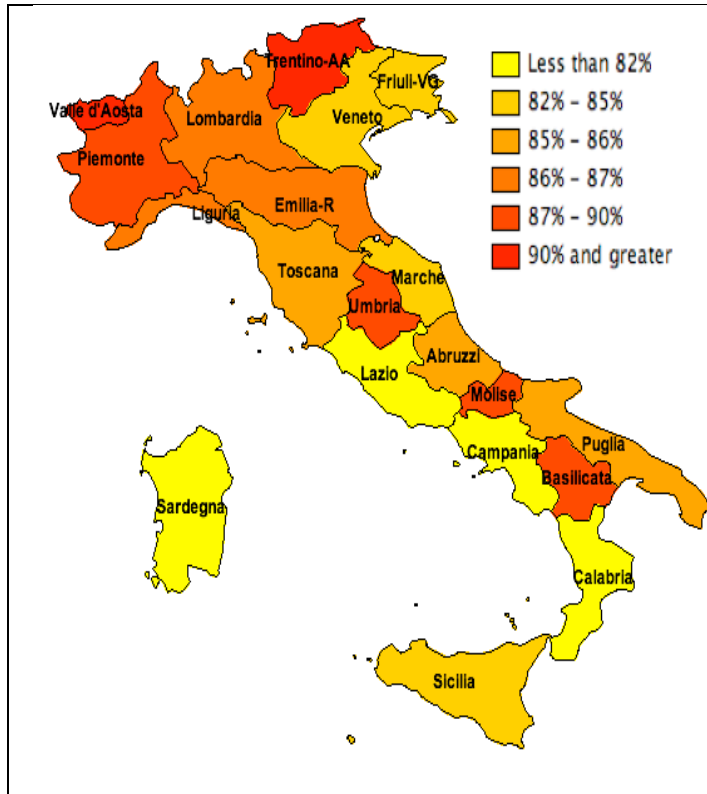 Trentino-AA
Friuli-VG
Valle d'Aosta
Lombardia
Veneto
Piemonte
Emilia-R
Liguria
Toscana
Marche
Umbria
Abruzzi
Lazio
Molise
Campania
Puglia
Basilicata
Sardegna
Calabria
Sicilia
Less than 82%
82% – 85%
85% – 86%
86% – 87%
87% – 90%
90% and greater